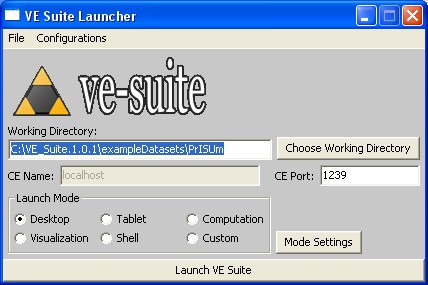 VE Suite Launcher
File Configurations
ve-suite
Working Directory:
C:\VE_Suite.1.0.1\exampleDatasets\PrISUm Choose Working Directory
CE Name: localhost CE Port: 1239
Launch Mode
Desktop Tablet Computation
Visualization Shell Custom Mode Settings
Launch VE Suite